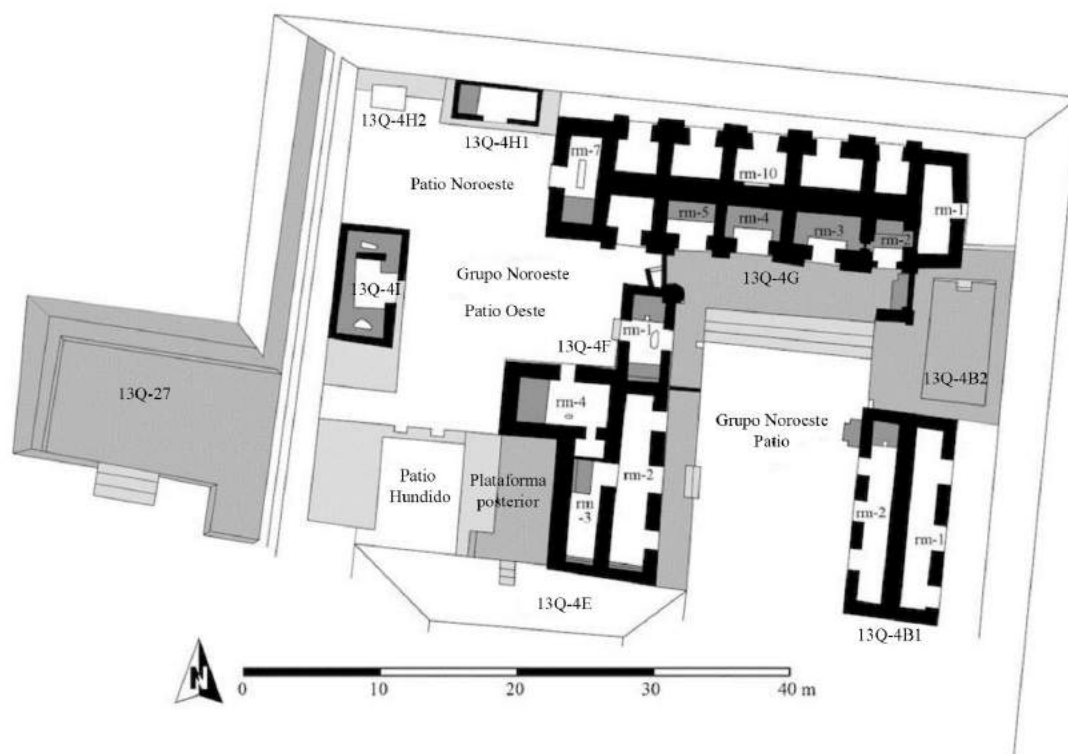 13Q-4H2
13Q-4H1
rm-7
rm-10
rm-1
Patio Noroeste
rm-5
rm-4
rm-3
rm-2
13Q-4I
Grupo Noroeste
Patio Oeste
13Q-4G
rm-1
13Q-4F
13Q-27
13Q-4B2
rm-4
Grupo Noroeste
Patio
Patio
Hundido
Plataforma
posterior
rm-2
rm
-3
rm-2
rm-1
13Q-4E
13Q-4B1
N
0
10
20
30
40 m